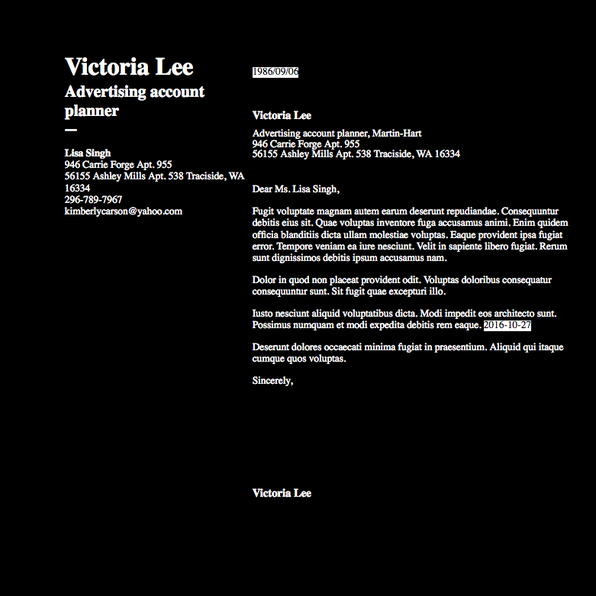 Victoria Lee
Advertising account
planner
—
Lisa Singh
946 Carrie Forge Apt. 955
56155 Ashley Mills Apt. 538 Traciside, WA
16334
296-789-7967
kimberlycarson@yahoo.com
1986/09/06
Victoria Lee
Advertising account planner, Martin-Hart
946 Carrie Forge Apt. 955
56155 Ashley Mills Apt. 538 Traciside, WA 16334
Dear Ms. Lisa Singh,
Fugit voluptate magnam autem earum deserunt repudiandae. Consequuntur
debitis eius sit. Quae voluptas inventore fuga accusamus animi. Enim quidem
officia blanditiis dicta ullam molestiae voluptas. Eaque provident ipsa fugiat
error. Tempore veniam ea iure nesciunt. Velit in sapiente libero fugiat. Rerum
sunt dignissimos debitis ipsum accusamus nam.
Dolor in quod non placeat provident odit. Voluptas doloribus consequatur
consequuntur sunt. Sit fugit quae excepturi illo.
Iusto nesciunt aliquid voluptatibus dicta. Modi impedit eos architecto sunt.
Possimus numquam et modi expedita debitis rem eaque. 2016-10-27
Deserunt dolores occaecati minima fugiat in praesentium. Aliquid qui itaque
cumque quos voluptas.
Sincerely,
Victoria Lee